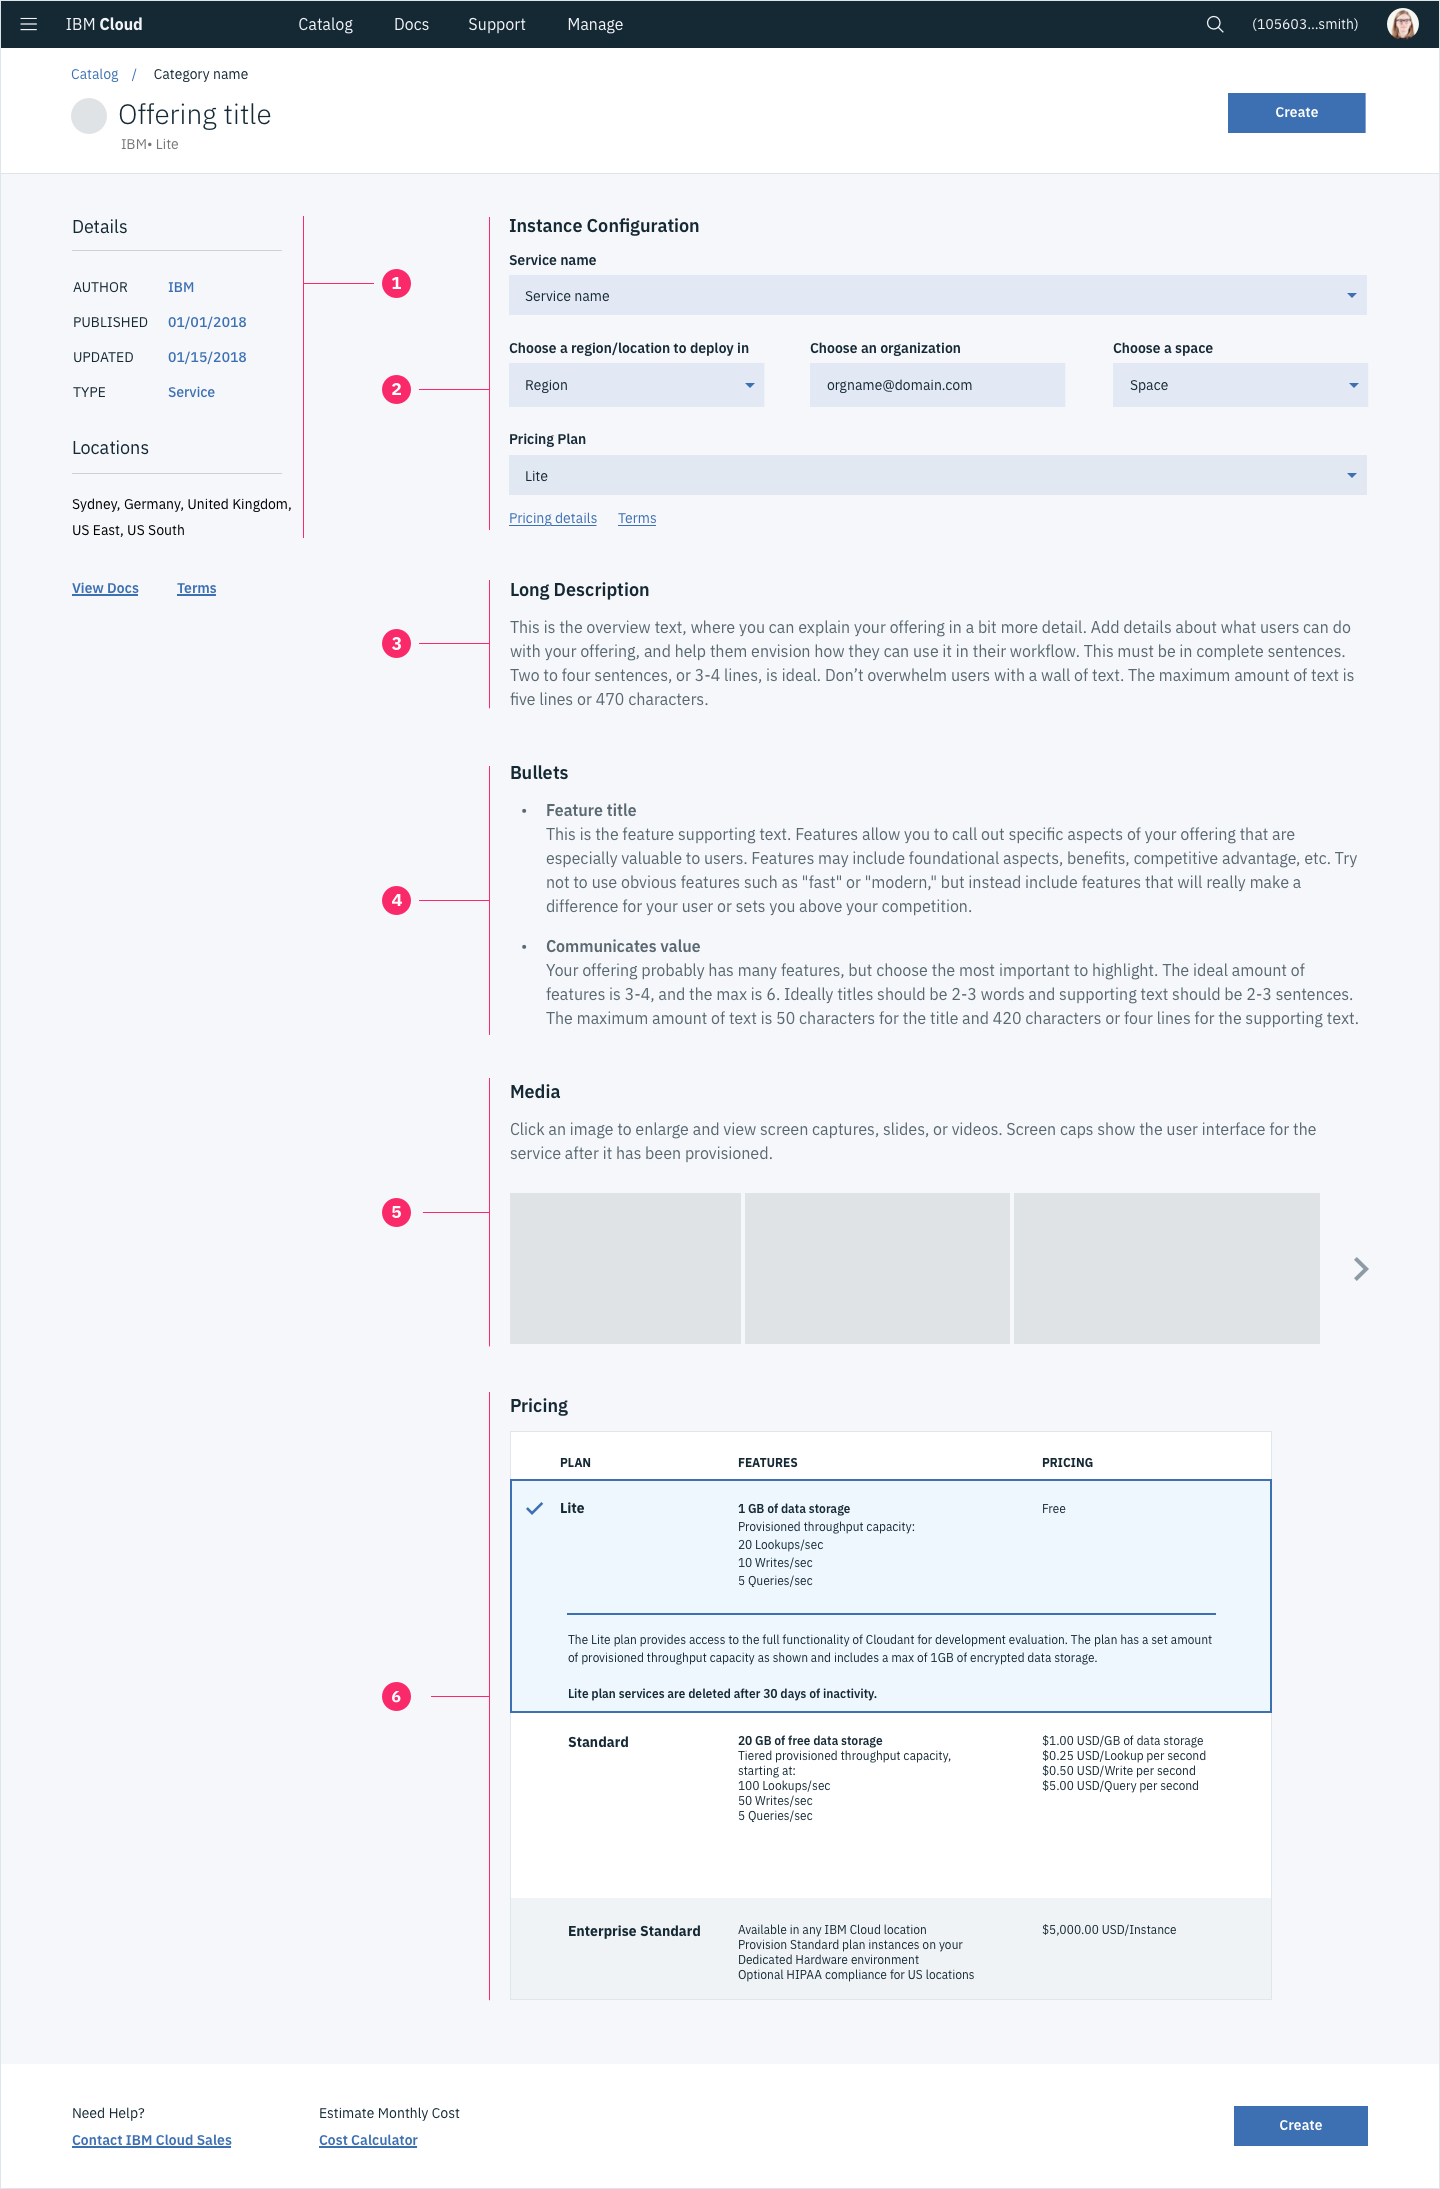 IBM Cloud
Catalog
Docs
Support
Manage
(105603...smith)
Catalog / Category name
Offering title
IBM• Lite
Create
Details
AUTHOR IBM
PUBLISHED 01/01/2018
UPDATED 01/15/2018
TYPE Service
Locations
Sydney, Germany, United Kingdom,
US East, US South
View Docs Terms
1
2
Instance Configuration
Service name
Service name
Choose a region/location to deploy in
Region
Choose an organization
orgname@domain.com
Choose a space
Space
Pricing Plan
Lite
Pricing details Terms
3
Long Description
This is the overview text, where you can explain your offering in a bit more detail. Add details about what users can do
with your offering, and help them envision how they can use it in their workflow. This must be in complete sentences.
Two to four sentences, or 3-4 lines, is ideal. Don’t overwhelm users with a wall of text. The maximum amount of text is
five lines or 470 characters.
4
Bullets
• Feature title
This is the feature supporting text. Features allow you to call out specific aspects of your offering that are
especially valuable to users. Features may include foundational aspects, benefits, competitive advantage, etc. Try
not to use obvious features such as "fast" or "modern," but instead include features that will really make a
difference for your user or sets you above your competition.
• Communicates value
Your offering probably has many features, but choose the most important to highlight. The ideal amount of
features is 3-4, and the max is 6. Ideally titles should be 2-3 words and supporting text should be 2-3 sentences.
The maximum amount of text is 50 characters for the title and 420 characters or four lines for the supporting text.
5
Media
Click an image to enlarge and view screen captures, slides, or videos. Screen caps show the user interface for the
service after it has been provisioned.
6
Pricing
PLAN FEATURES PRICING
Lite
1 GB of data storage
Provisioned throughput capacity:
20 Lookups/sec
10 Writes/sec
5 Queries/sec
Free
The Lite plan provides access to the full functionality of Cloudant for development evaluation. The plan has a set amount
of provisioned throughput capacity as shown and includes a max of 1GB of encrypted data storage.
Lite plan services are deleted after 30 days of inactivity.
Standard
20 GB of free data storage
Tiered provisioned throughput capacity,
starting at:
100 Lookups/sec
50 Writes/sec
5 Queries/sec
$1.00 USD/GB of data storage
$0.25 USD/Lookup per second
$0.50 USD/Write per second
$5.00 USD/Query per second
Enterprise Standard
Available in any IBM Cloud location
Provision Standard plan instances on your
Dedicated Hardware environment
Optional HIPAA compliance for US locations
$5,000.00 USD/Instance
Need Help?
Contact IBM Cloud Sales
Estimate Monthly Cost
Cost Calculator
Create